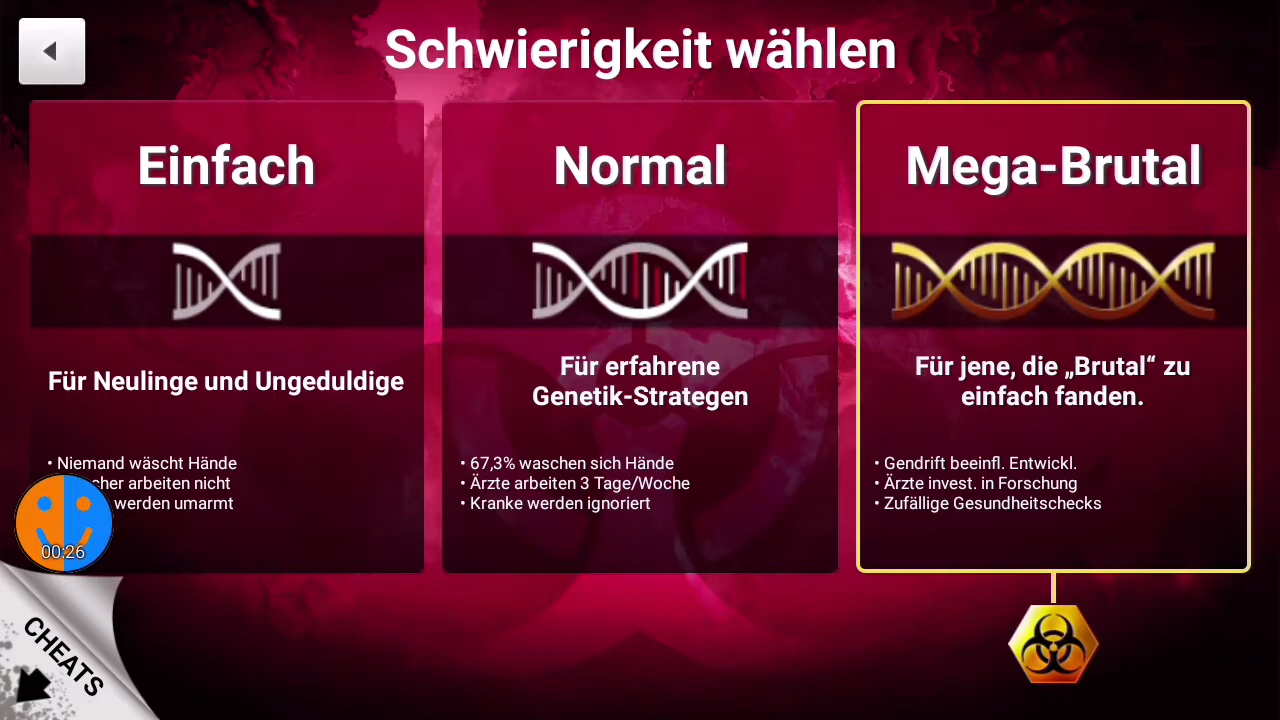 Schwierigkeit wählen
Einfach
Für Neulinge und Ungeduldige
• Niemand wäscht Hände
arbeiten nicht
werden umarmt
Normal
Für erfahrene
Genetik-Strategen
• 67,3% waschen sich Hände
• Ärzte arbeiten 3 Tage/Woche
• Kranke werden ignoriert
Mega-Brutal
Für jene, die „Brutal“ zu
einfach fanden.
• Gendrift beeinfl. Entwickl.
• Ärzte invest. in Forschung
• Zufällige Gesundheitschecks
00:26
CHEATS